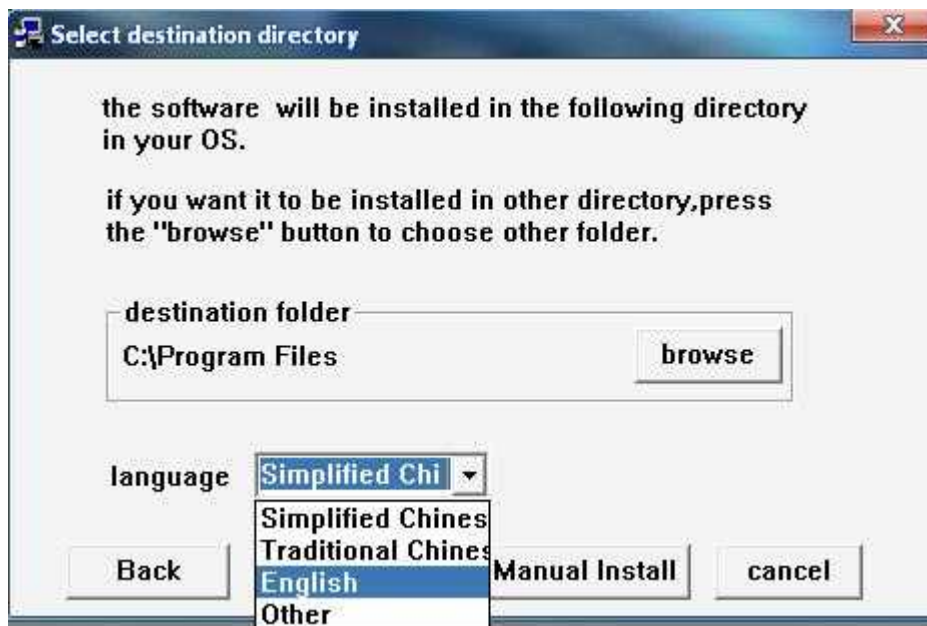 Select destination directory
the software will be installed in the following directory
in your OS.
if you want it to be installed in other directory,press
the "browse" button to choose other folder.
destination folder
C:\Program Files
browse
language
Simplified Chi
Simplified Chines
Traditional Chines
English
Other
Back
Manual Install
cancel